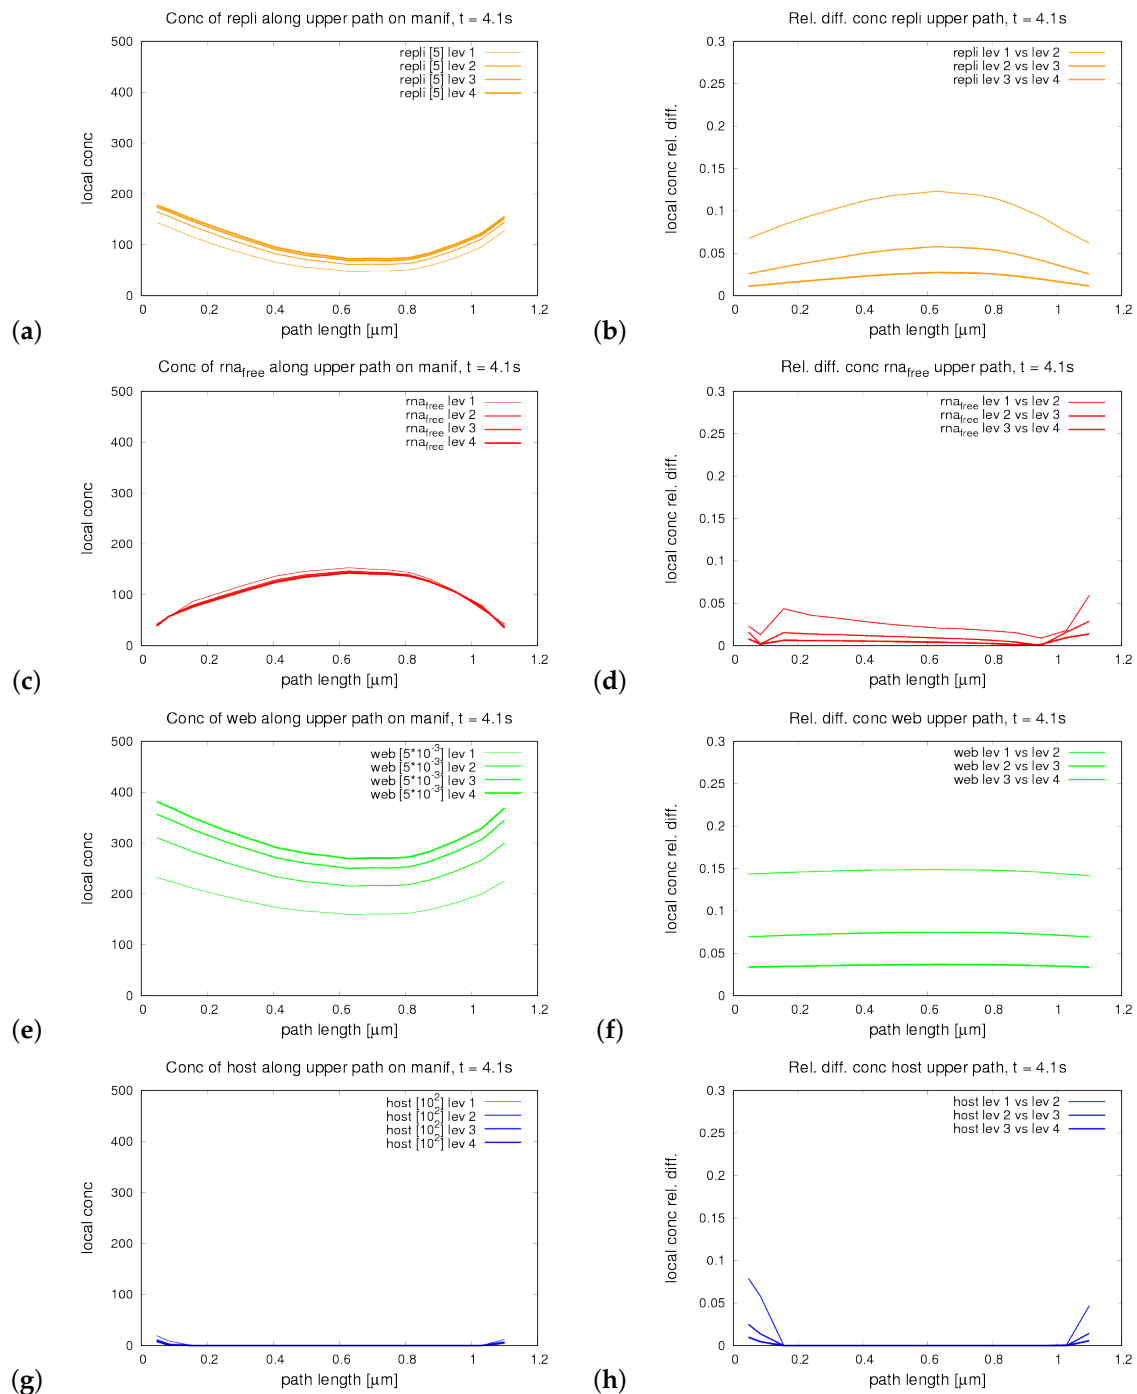 Conc of repli along upper path on manif, t = 4.1s
500
400
300
200
100
0
local conc
repli [5] lev 1
repli [5] lev 2
repli [5] lev 3
repli [5] lev 4
0 0.2 0.4 0.6 0.8 1 1.2
path length [μm]
(a)
Rel. diff. conc repli upper path, t = 4.1s
0.3
0.25
0.2
0.15
0.1
0.05
0
local conc rel. diff.
repli lev 1 vs lev 2
repli lev 2 vs lev 3
repli lev 3 vs lev 4
0 0.2 0.4 0.6 0.8 1 1.2
path length [μm]
(b)
Conc of rna_free along upper path on manif, t = 4.1s
500
400
300
200
100
0
local conc
rna_free lev 1
rna_free lev 2
rna_free lev 3
rna_free lev 4
0 0.2 0.4 0.6 0.8 1 1.2
path length [μm]
(c)
Rel. diff. conc rna_free upper path, t = 4.1s
0.3
0.25
0.2
0.15
0.1
0.05
0
local conc rel. diff.
rna_free lev 1 vs lev 2
rna_free lev 2 vs lev 3
rna_free lev 3 vs lev 4
0 0.2 0.4 0.6 0.8 1 1.2
path length [μm]
(d)
Conc of web along upper path on manif, t = 4.1s
500
400
300
200
100
0
local conc
web [5*10^-3] lev 1
web [5*10^-3] lev 2
web [5*10^-3] lev 3
web [5*10^-3] lev 4
0 0.2 0.4 0.6 0.8 1 1.2
path length [μm]
(e)
Rel. diff. conc web upper path, t = 4.1s
0.3
0.25
0.2
0.15
0.1
0.05
0
local conc rel. diff.
web lev 1 vs lev 2
web lev 2 vs lev 3
web lev 3 vs lev 4
0 0.2 0.4 0.6 0.8 1 1.2
path length [μm]
(f)
Conc of host along upper path on manif, t = 4.1s
500
400
300
200
100
0
local conc
host [10^2] lev 1
host [10^2] lev 2
host [10^2] lev 3
host [10^2] lev 4
0 0.2 0.4 0.6 0.8 1 1.2
path length [μm]
(g)
Rel. diff. conc host upper path, t = 4.1s
0.3
0.25
0.2
0.15
0.1
0.05
0
local conc rel. diff.
host lev 1 vs lev 2
host lev 2 vs lev 3
host lev 3 vs lev 4
0 0.2 0.4 0.6 0.8 1 1.2
path length [μm]
(h)